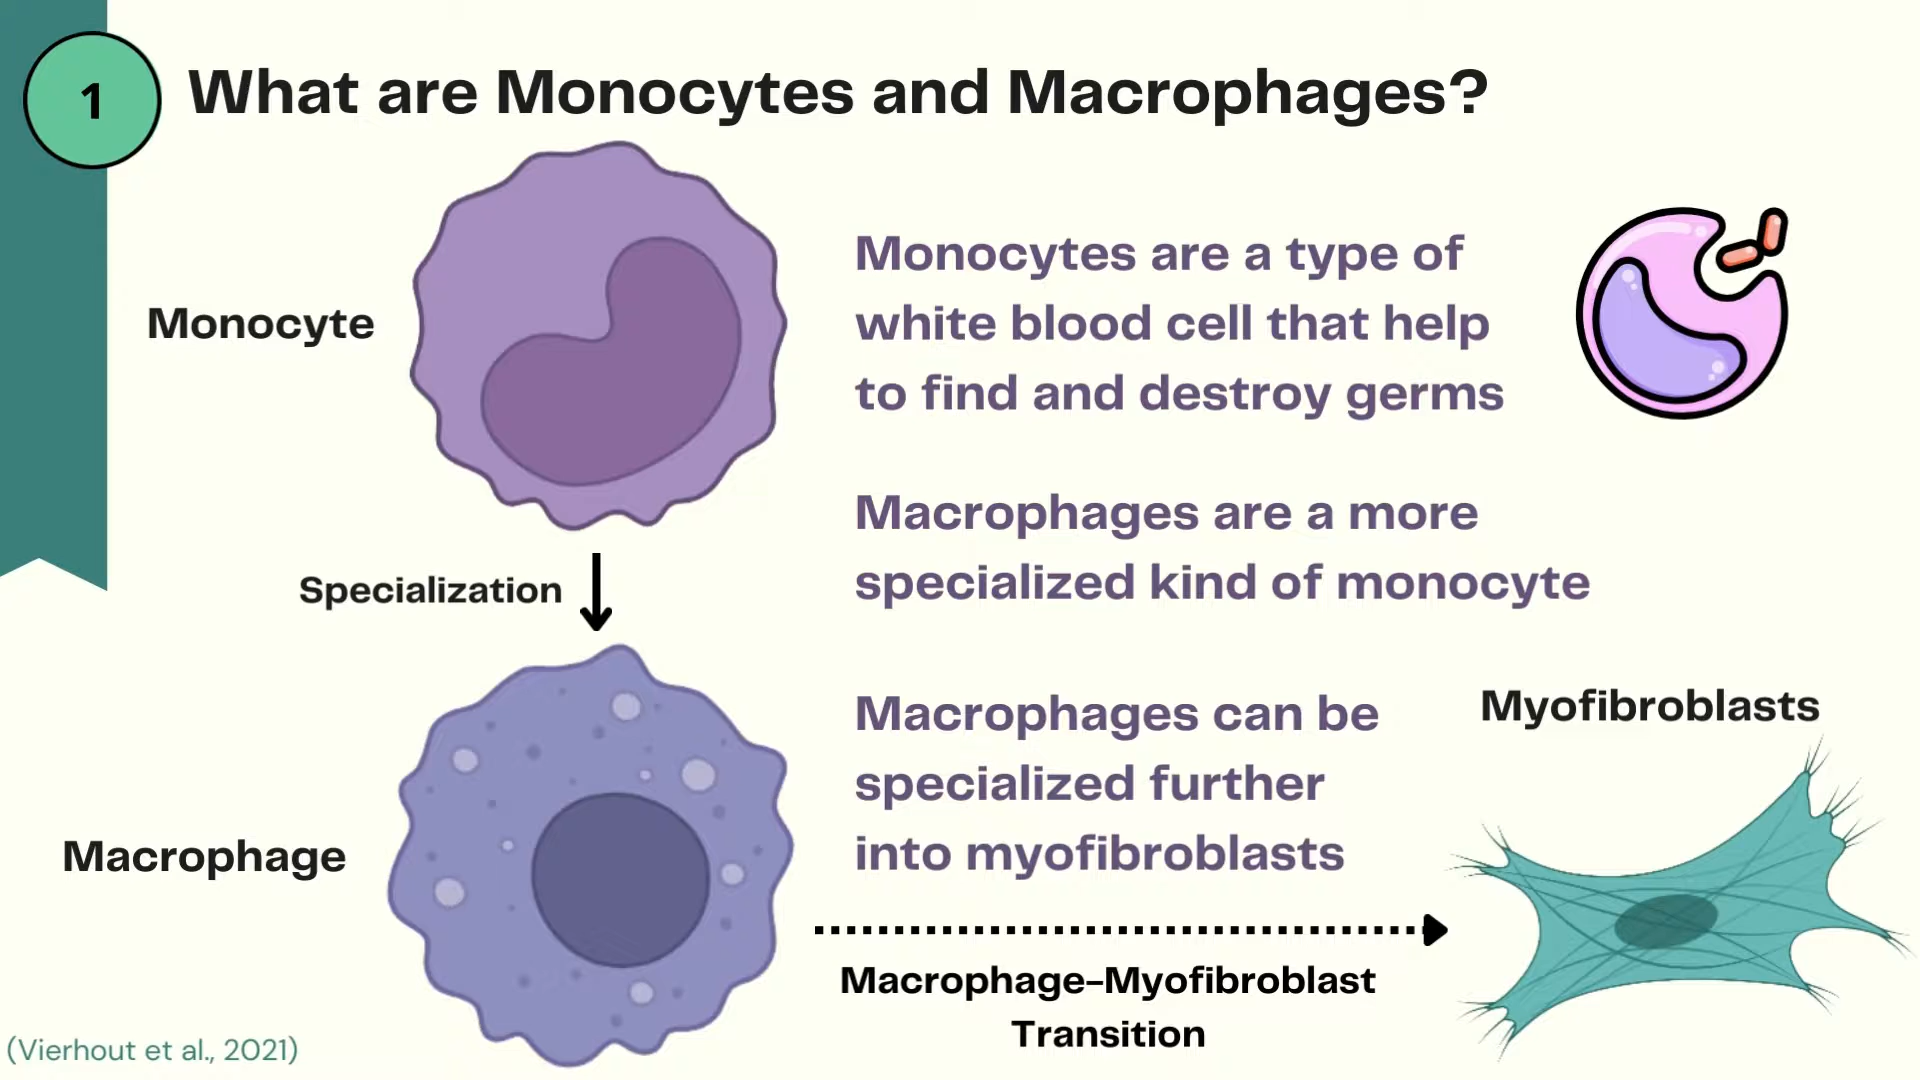 1
What are Monocytes and Macrophages?
Monocyte
Monocytes are a type of
white blood cell that help
to find and destroy germs
Macrophages are a more
specialized kind of monocyte
Specialization
Macrophages can be
specialized further
into myofibroblasts
Myofibroblasts
Macrophage
Macrophage–Myofibroblast
Transition
(Vierhout et al., 2021)